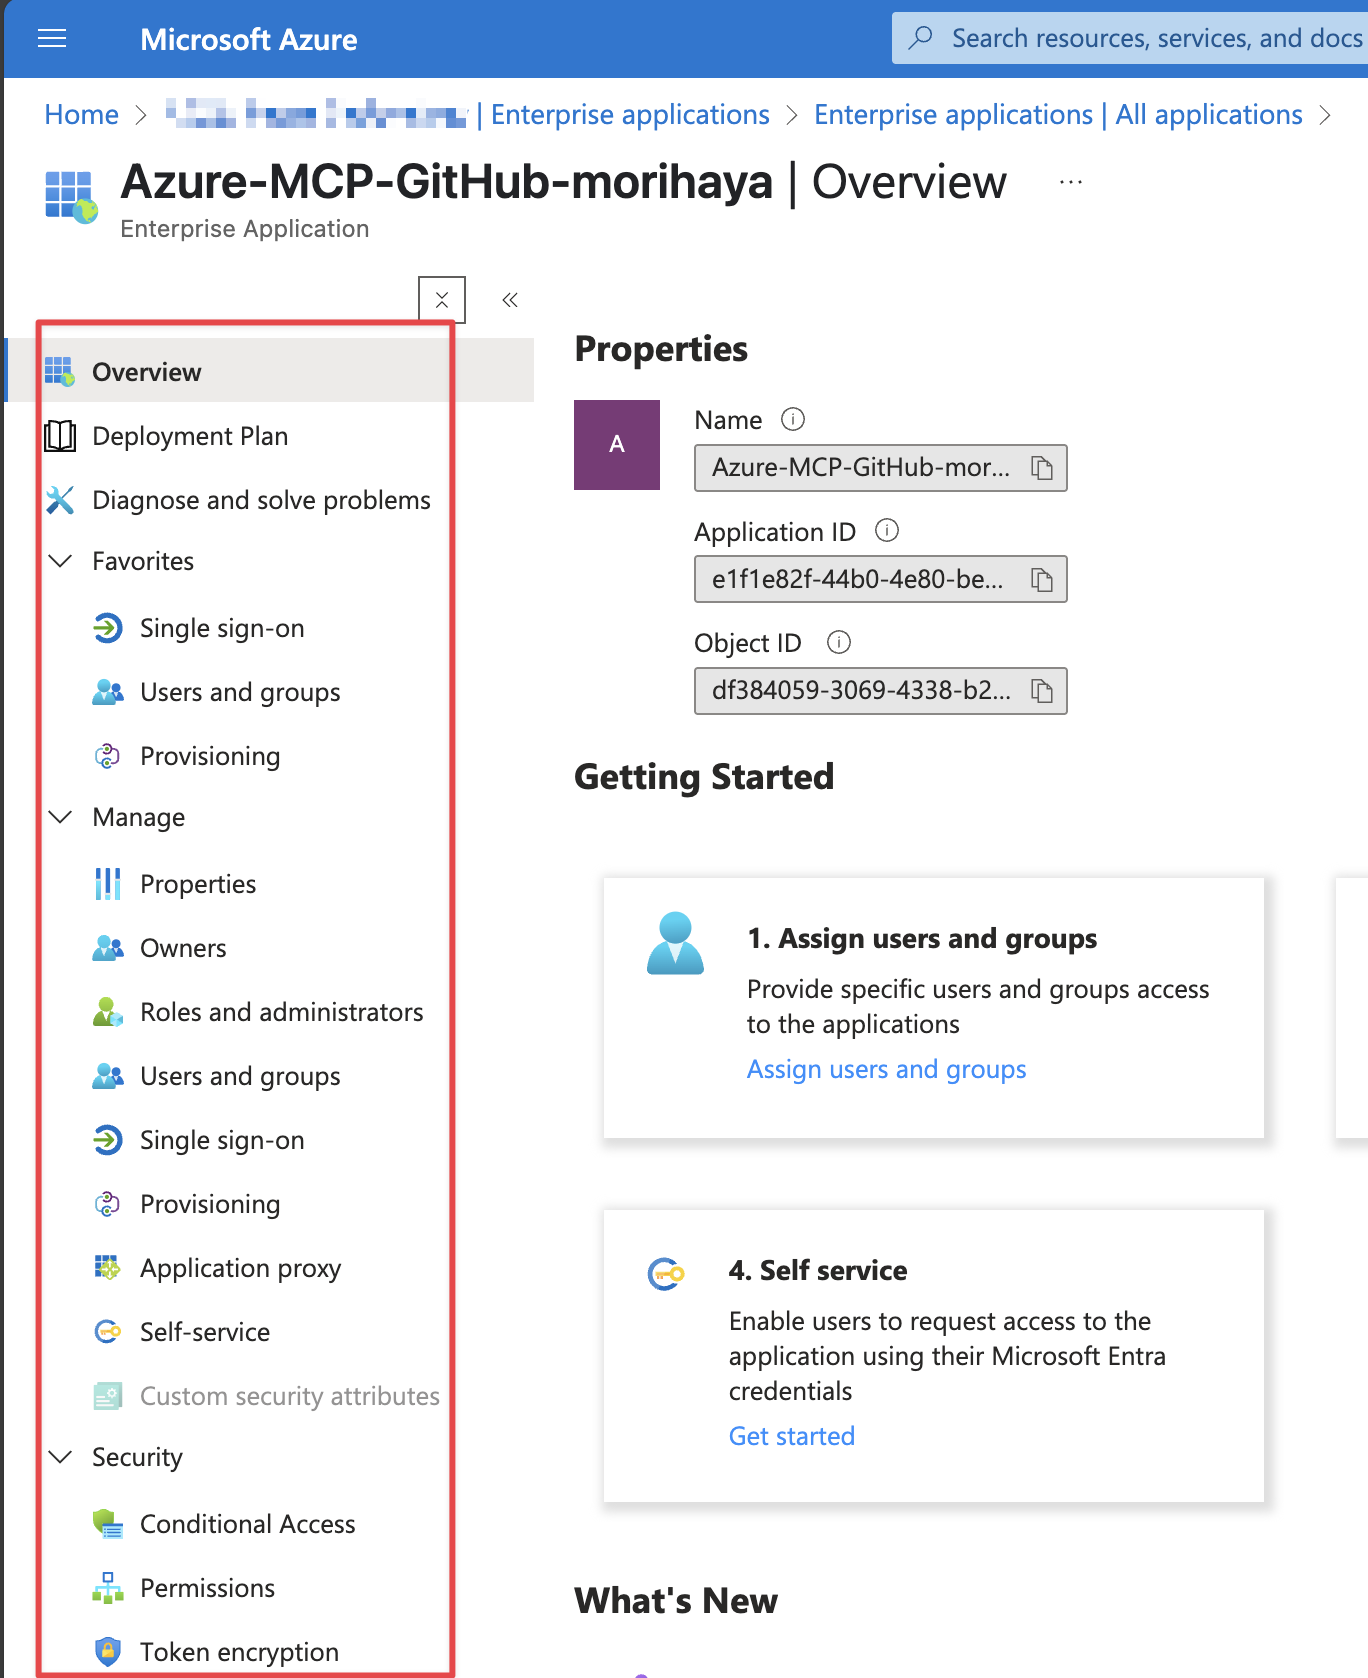 Microsoft Azure
Search resources, services, and docs
Home > | Enterprise applications > Enterprise applications | All applications >
Azure-MCP-GitHub-morihaya | Overview ...
Enterprise Application
Overview
Deployment Plan
Diagnose and solve problems
Favorites
Single sign-on
Users and groups
Provisioning
Manage
Properties
Owners
Roles and administrators
Users and groups
Single sign-on
Provisioning
Application proxy
Self-service
Custom security attributes
Security
Conditional Access
Permissions
Token encryption
Properties
A
Name
Azure-MCP-GitHub-mor...
Application ID
e1f1e82f-44b0-4e80-be...
Object ID
df384059-3069-4338-b2...
Getting Started
1. Assign users and groups
Provide specific users and groups access
to the applications
Assign users and groups
4. Self service
Enable users to request access to the
application using their Microsoft Entra
credentials
Get started
What's New